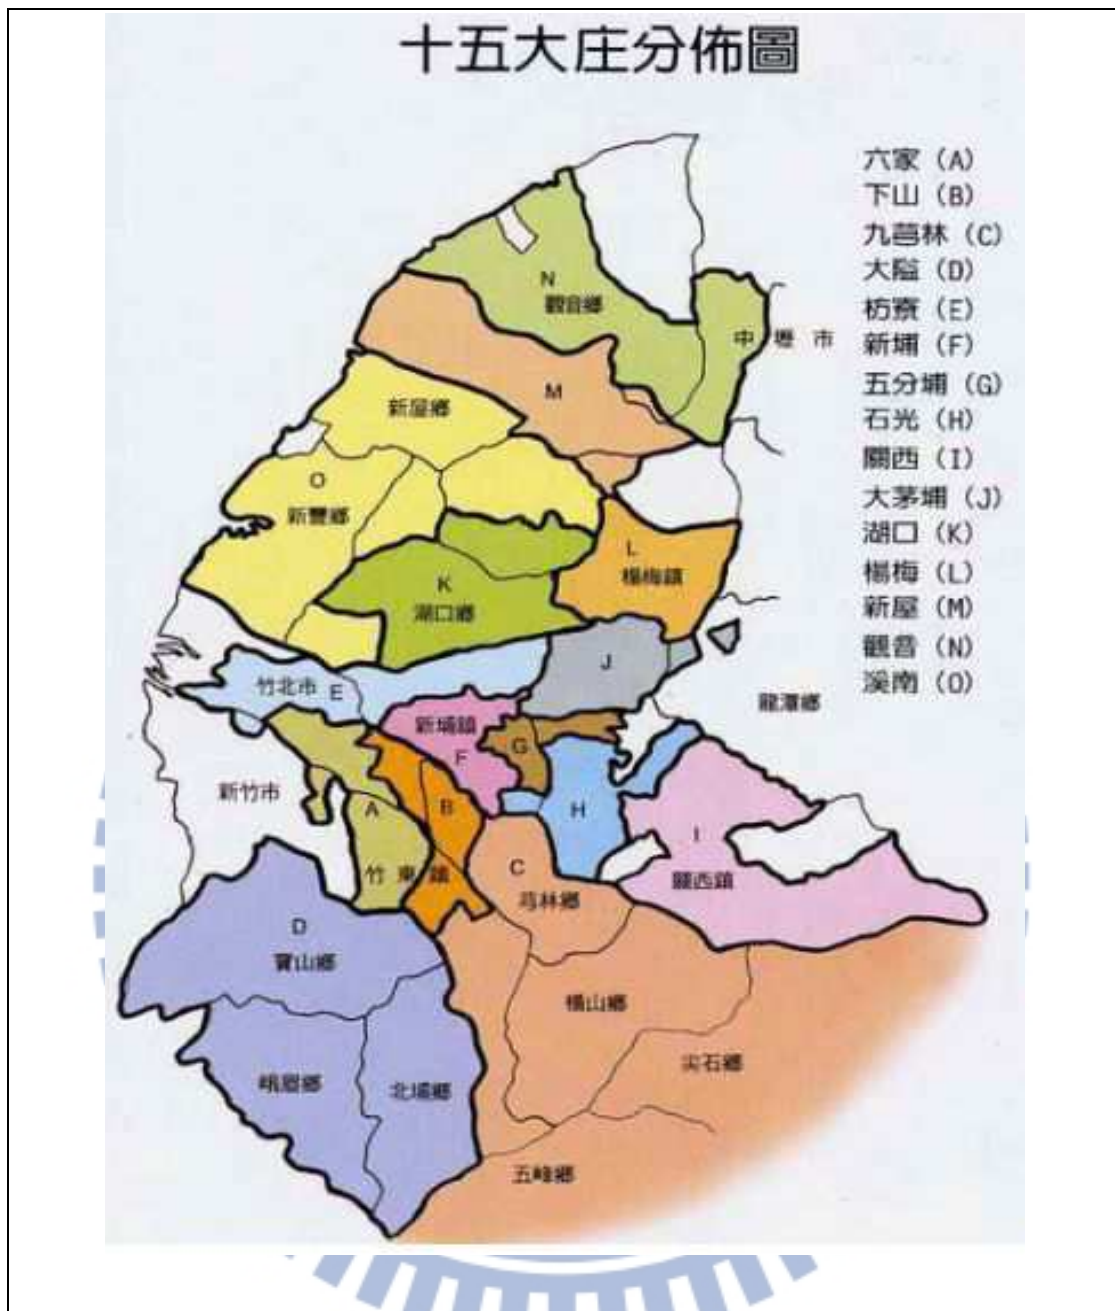 十五大庄分佈圖
六家 (A)
下山 (B)
九芎林 (C)
大隘 (D)
枋寮 (E)
新埔 (F)
五分埔 (G)
石光 (H)
關西 (I)
大茅埔 (J)
湖口 (K)
楊梅 (L)
新屋 (M)
觀音 (N)
溪南 (O)
N
觀音鄉
中壢市
M
新屋鄉
O
新豐鄉
L
楊梅鎮
K
湖口鄉
J
竹北市 E
龍潭鄉
新埔鎮
G
F
新竹市
A
B
H
I
竹東鎮
C
關西鎮
芎林鄉
D
寶山鄉
橫山鄉
尖石鄉
峨眉鄉
北埔鄉
五峰鄉